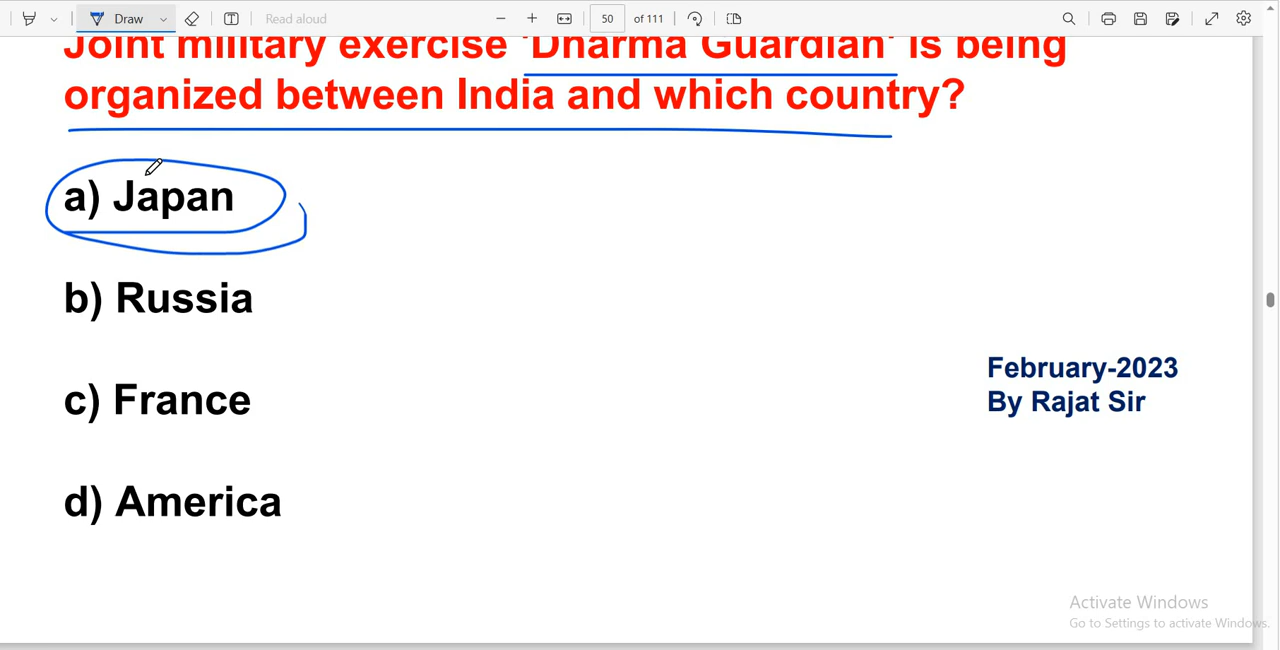 Draw
Read aloud
50 of 111
Joint military exercise 'Dharma Guardian' is being
organized between India and which country?
a) Japan
b) Russia
c) France
d) America
February-2023
By Rajat Sir
Activate Windows
Go to Settings to activate Windows.